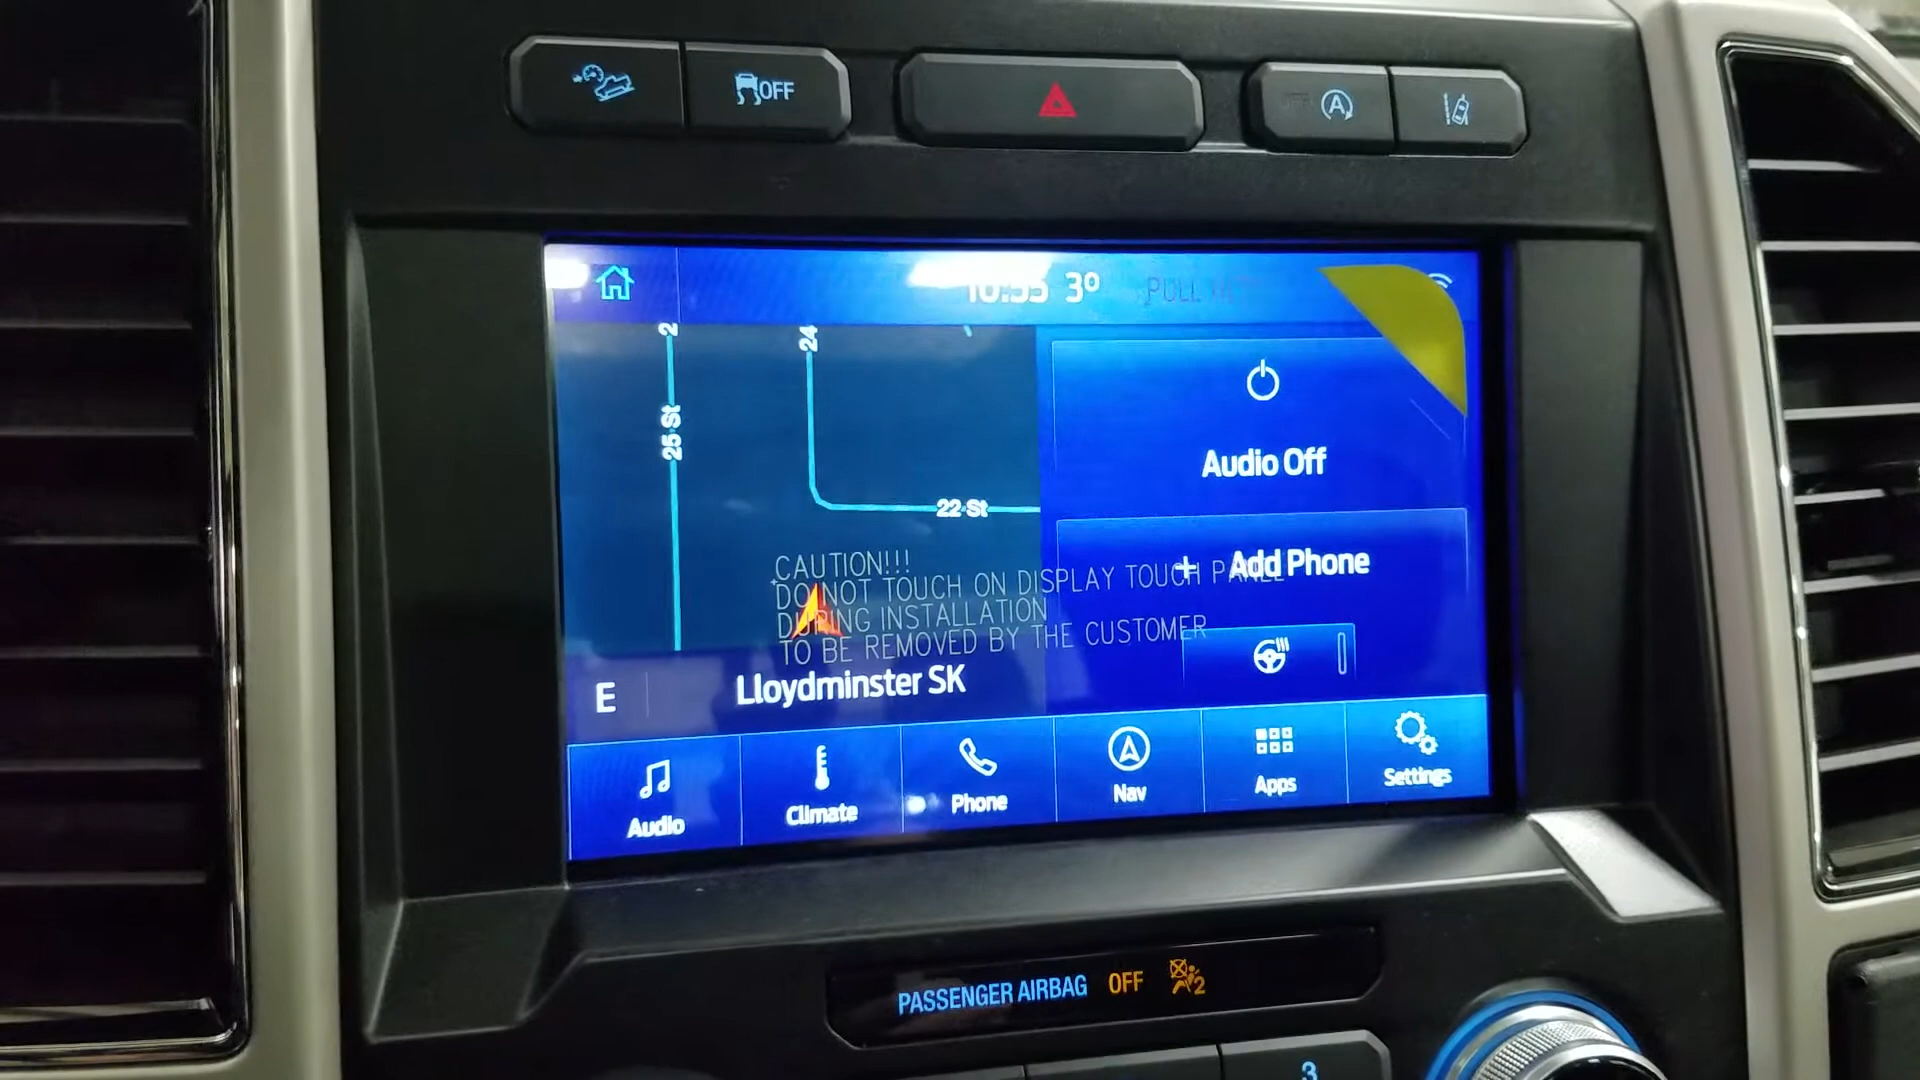 OFF
A
10:55 3°
PULL
2
24
25 St
22 St
Audio Off
+ Add Phone
CAUTION!!!
DO NOT TOUCH ON DISPLAY TOUCH PANEL
DURING INSTALLATION
TO BE REMOVED BY THE CUSTOMER
E
Lloydminster SK
Audio
Climate
Phone
Nav
Apps
Settings
PASSENGER AIRBAG OFF 2
3